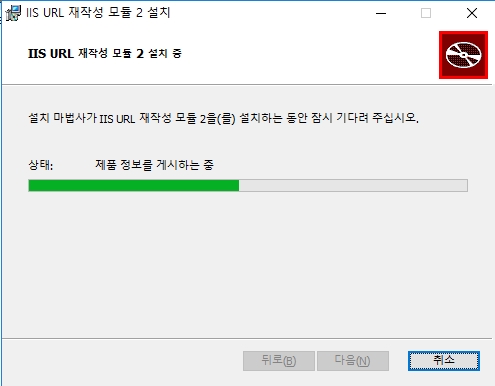 IIS URL 재작성 모듈 2 설치
IIS URL 재작성 모듈 2 설치 중
설치 마법사가 IIS URL 재작성 모듈 2을(를) 설치하는 동안 잠시 기다려 주십시오.
상태: 제품 정보를 게시하는 중
뒤로(B) 다음(N) 취소